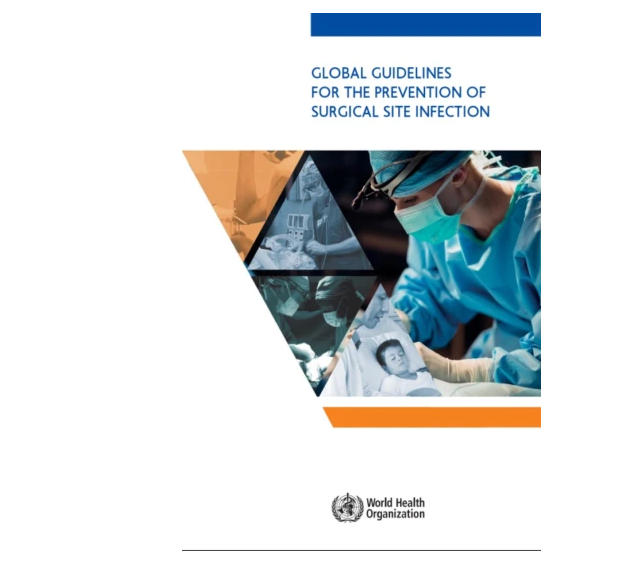 GLOBAL GUIDELINES
FOR THE PREVENTION OF
SURGICAL SITE INFECTION
World Health
Organization